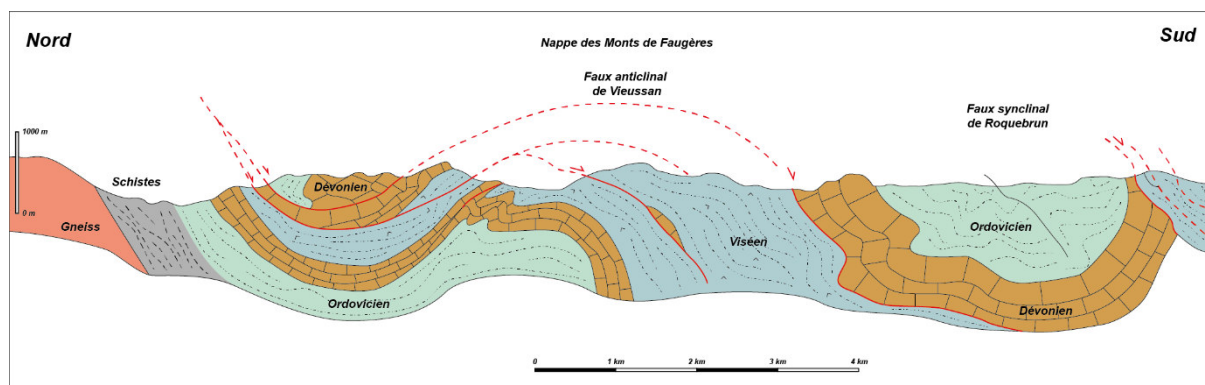 Nord
Nappe des Monts de Faugères
Sud
Faux anticlinal
de Vieussan
Faux synclinal
de Roquebrun
1000 m
Schistes
Dévonien
0 m
Gneiss
Viséen
Ordovicien
Ordovicien
Dévonien
0
1 km
2 km
3 km
4 km